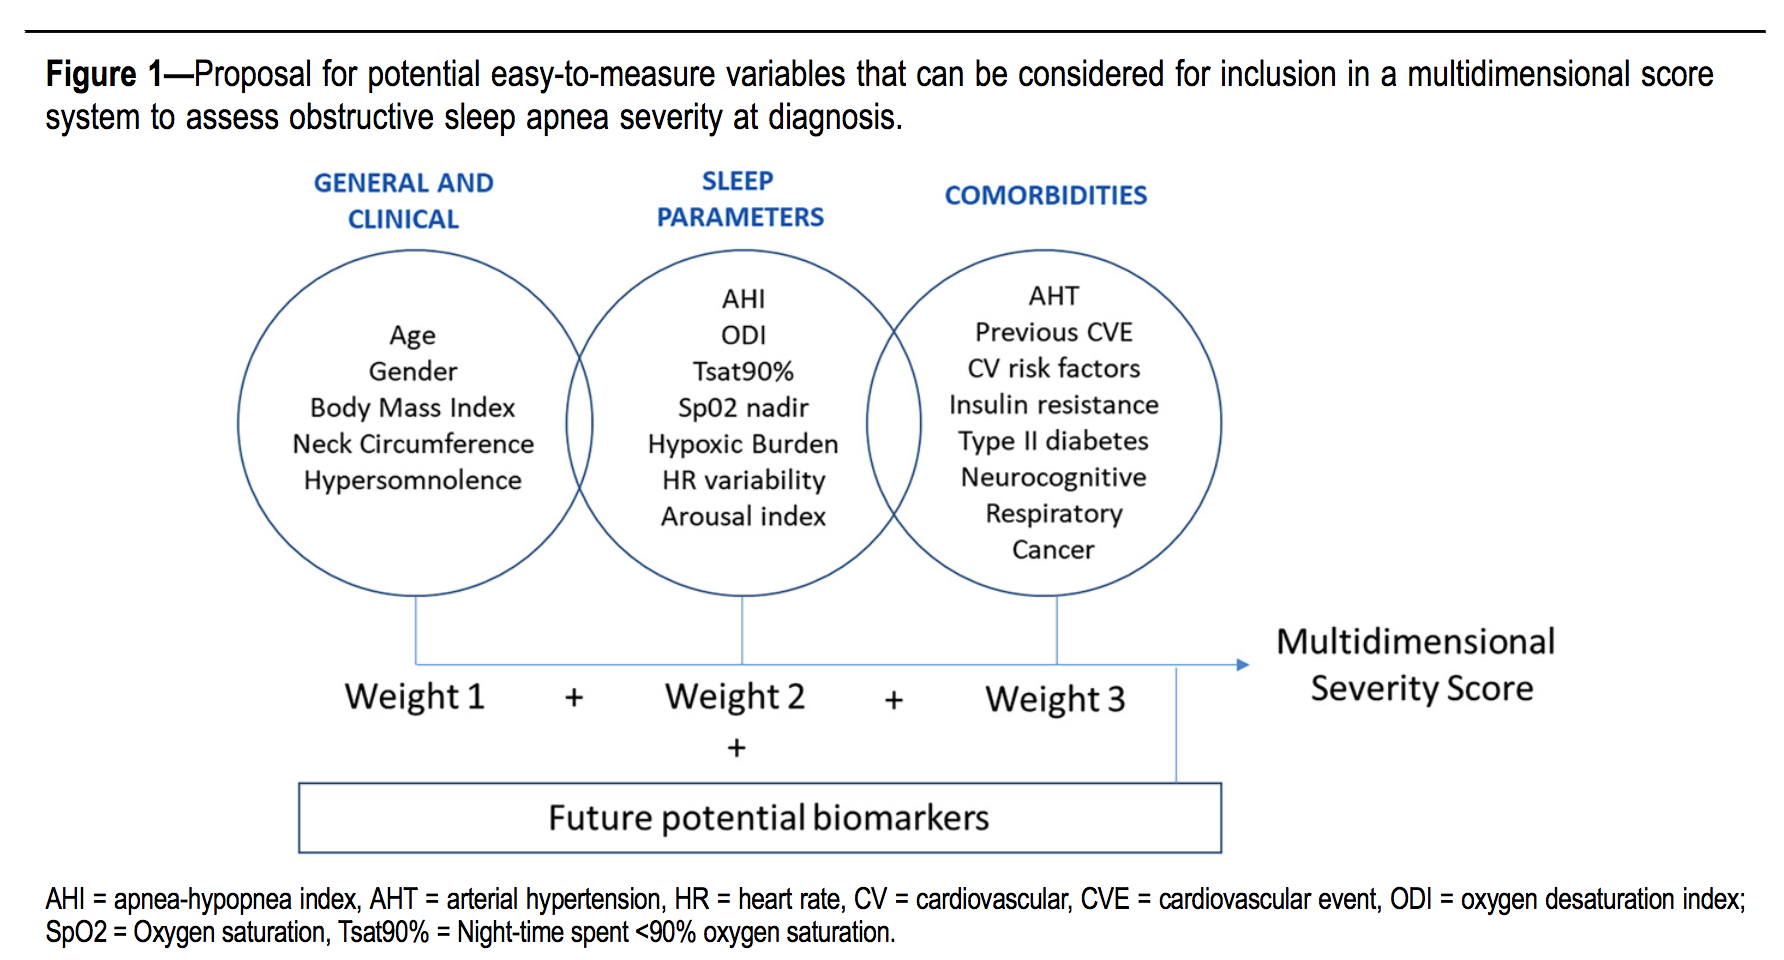 Figure 1—Proposal for potential easy-to-measure variables that can be considered for inclusion in a multidimensional score
system to assess obstructive sleep apnea severity at diagnosis.
GENERAL AND
CLINICAL
Age
Gender
Body Mass Index
Neck Circumference
Hypersomnolence
SLEEP
PARAMETERS
AHI
ODI
Tsat90%
Sp02 nadir
Hypoxic Burden
HR variability
Arousal index
COMORBIDITIES
AHT
Previous CVE
CV risk factors
Insulin resistance
Type II diabetes
Neurocognitive
Respiratory
Cancer
Weight 1 + Weight 2 + Weight 3
+
Multidimensional
Severity Score
Future potential biomarkers
AHI = apnea-hypopnea index, AHT = arterial hypertension, HR = heart rate, CV = cardiovascular, CVE = cardiovascular event, ODI = oxygen desaturation index;
SpO2 = Oxygen saturation, Tsat90% = Night-time spent <90% oxygen saturation.